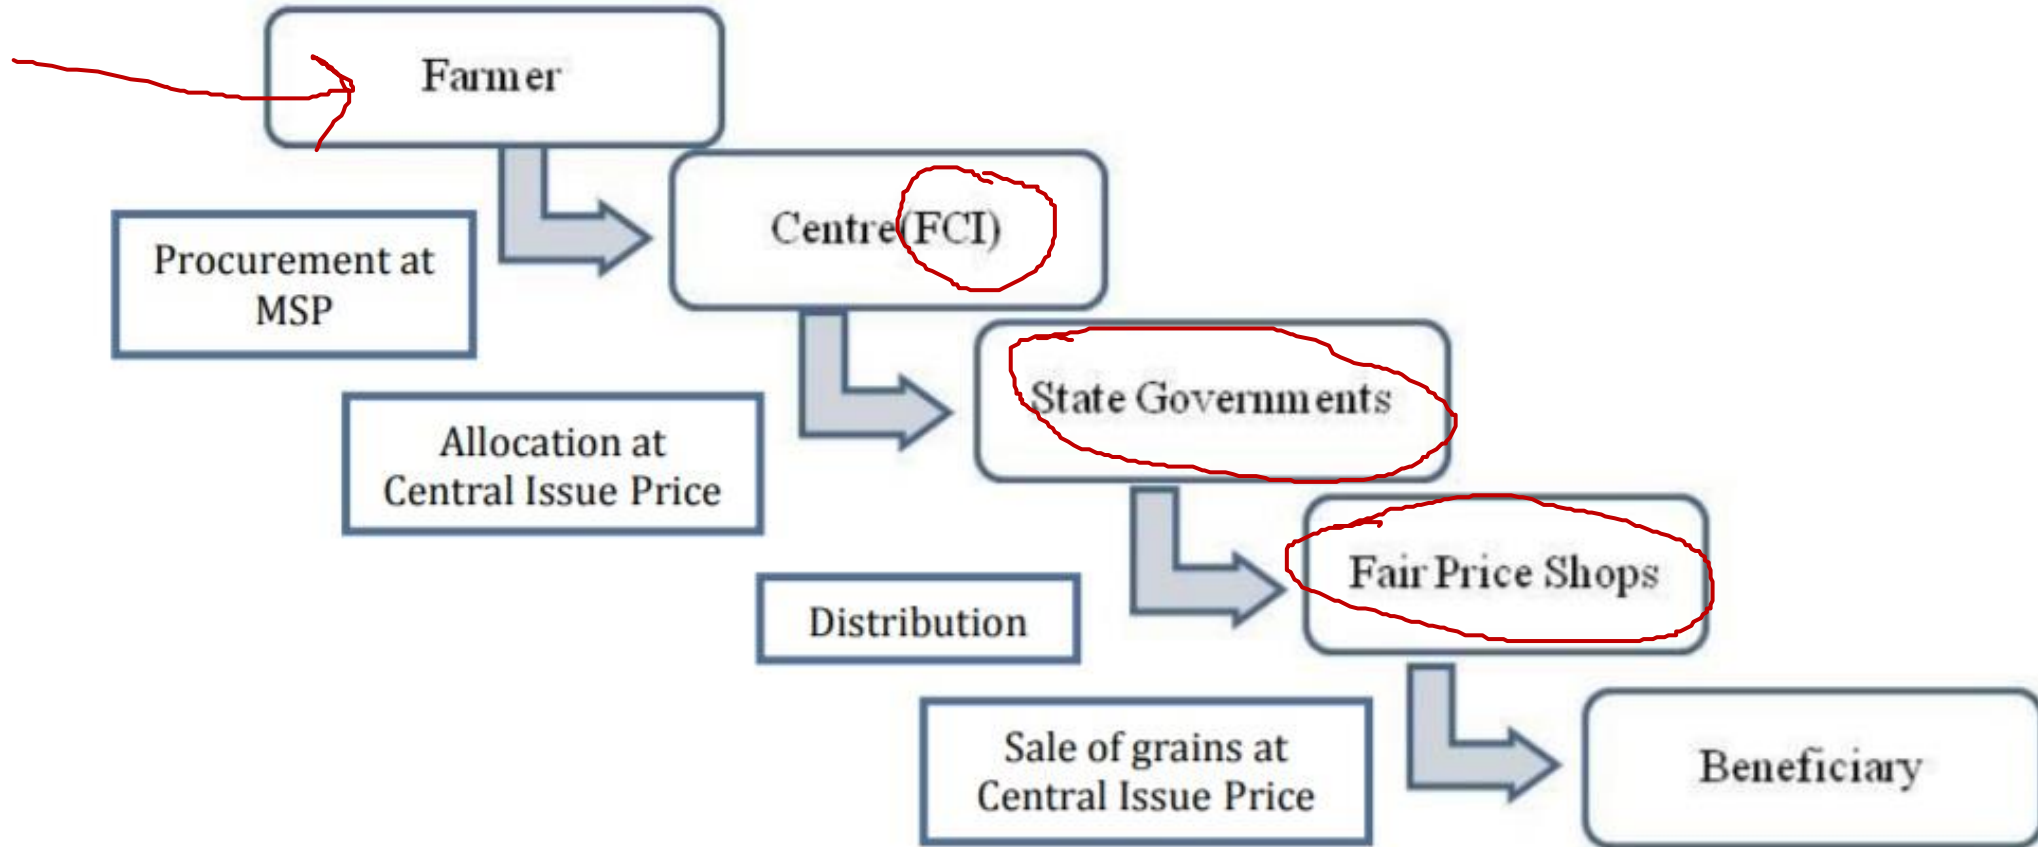 Farmer
Centre(FCI)
Procurement at
MSP
State Governments
Allocation at
Central Issue Price
Fair Price Shops
Distribution
Sale of grains at
Central Issue Price
Beneficiary